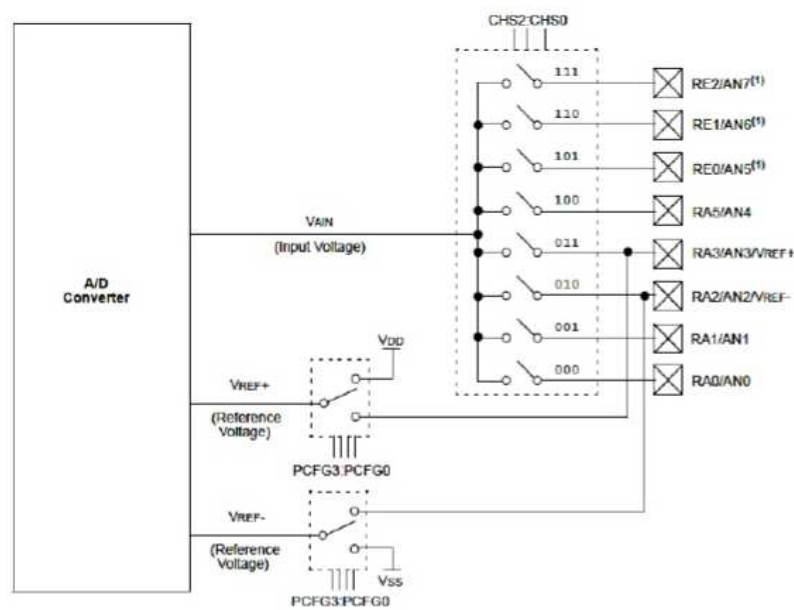 CHS2:CHS0
111
RE2/AN7(1)
110
RE1/AN6(1)
101
RE0/AN5(1)
100
RA5/AN4
VAIN
(Input Voltage)
011
RA3/AN3/VREF+
A/D
Converter
010
RA2/AN2/VREF-
001
RA1/AN1
VDD
000
RA0/AN0
VREF+
(Reference
Voltage)
PCFG3:PCFG0
VREF-
(Reference
Voltage)
VSS
PCFG3:PCFG0